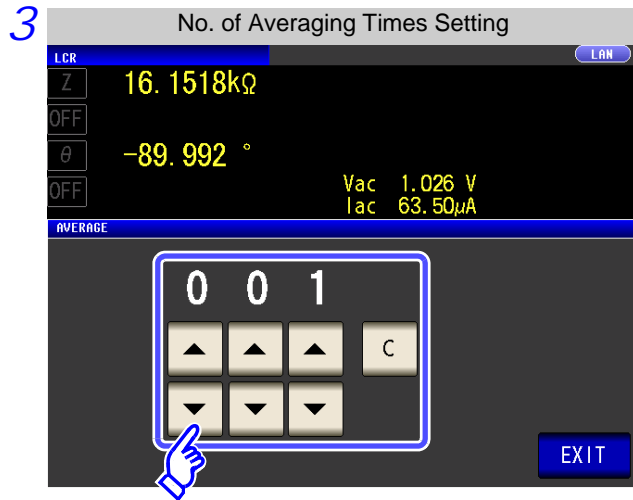 3
No. of Averaging Times Setting
LCR
LAN
Z 16.1518kΩ
OFF
θ -89.992 °
OFF
Vac 1.026 V
Iac 63.50µA
AVERAGE
0 0 1
C
EXIT